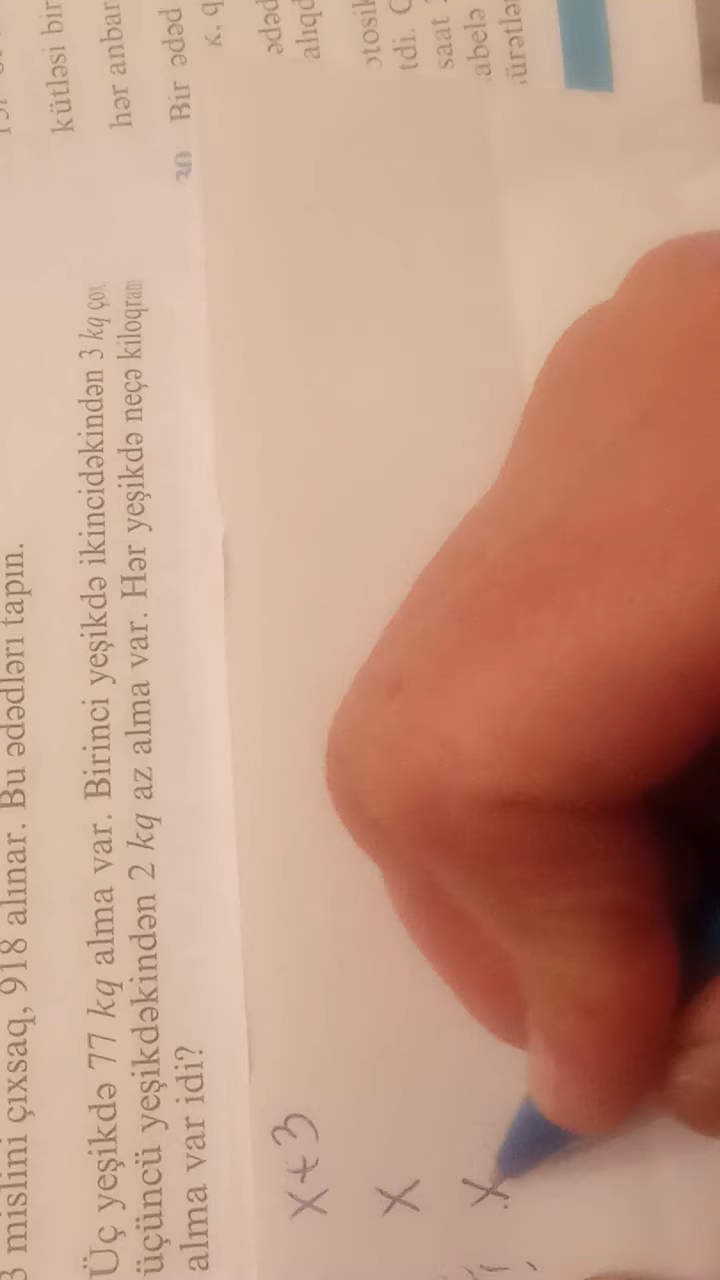 3 mislini çıxsaq, 918 alınar. Bu ədədləri tapın.
Üç yeşikdə 77 kq alma var. Birinci yeşikdə ikincidəkindən 3 kq
üçüncü yeşikdəkindən 2 kq az alma var. Hər yeşikdə neçə kiloqram
alma var idi?
x+3
x
x
kütləsi bir
hər anbar
Bir ədəd
ədəd
saat